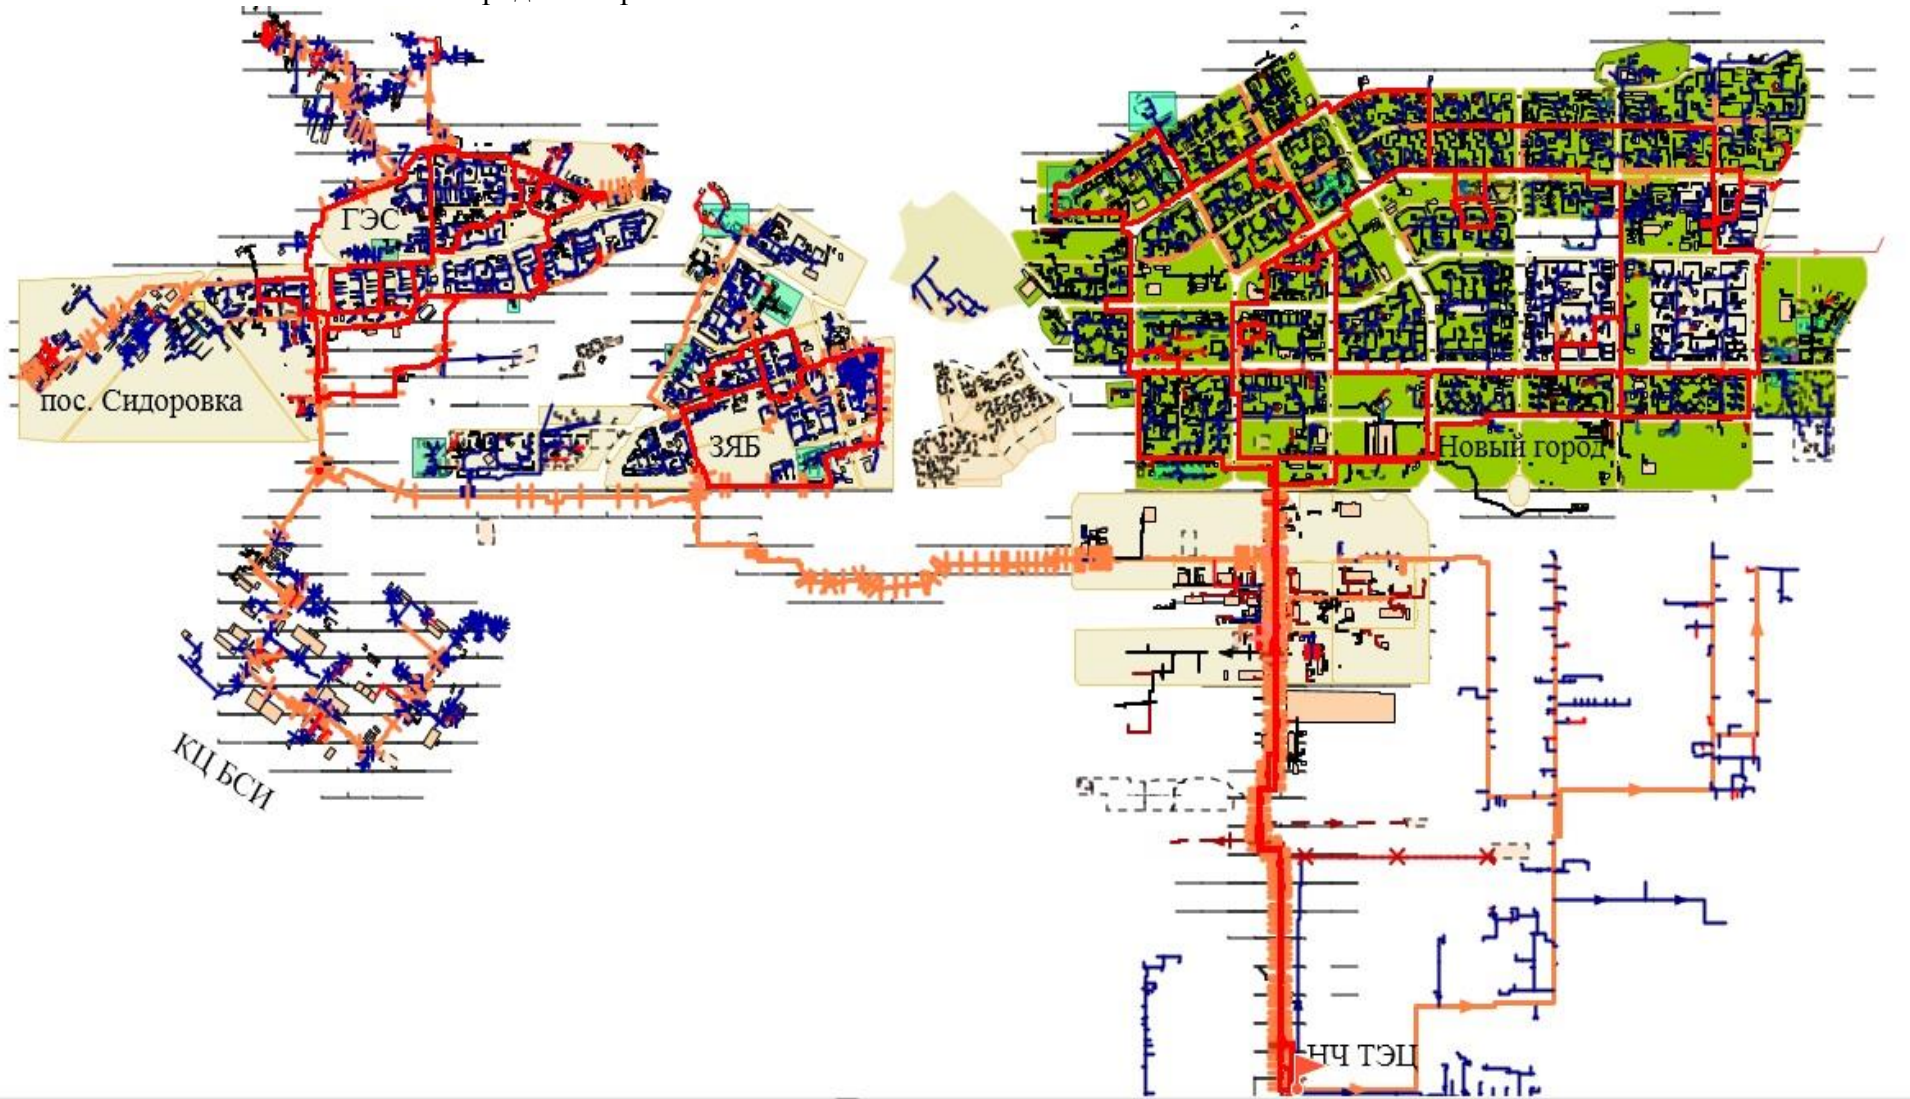 ГЭС
пос. Сидоровка
ЗЯБ
Новый город
КЦ БСИ
НЧ ТЭЦ